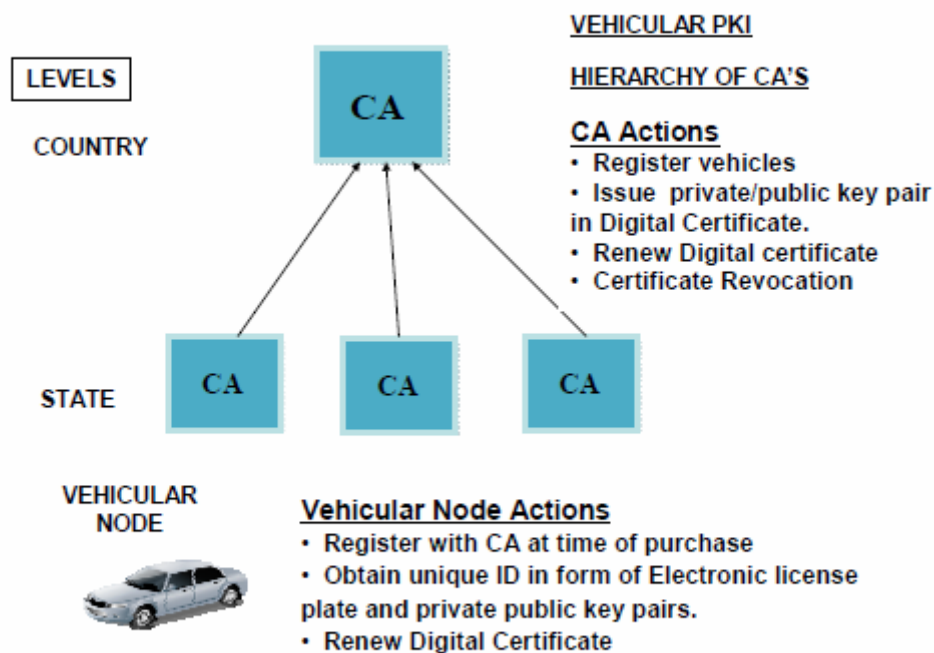 VEHICULAR PKI
HIERARCHY OF CA'S
LEVELS
CA
COUNTRY
CA Actions
• Register vehicles
• Issue private/public key pair
in Digital Certificate.
• Renew Digital certificate
• Certificate Revocation
STATE
CA
CA
CA
VEHICULAR
NODE
Vehicular Node Actions
• Register with CA at time of purchase
• Obtain unique ID in form of Electronic license
plate and private public key pairs.
• Renew Digital Certificate